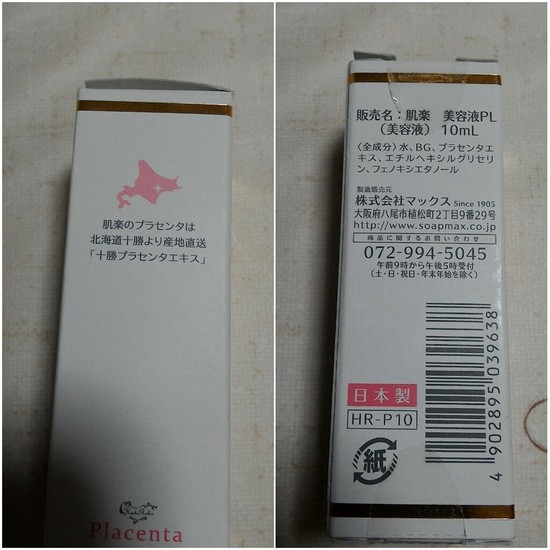 肌楽のプラセンタは
北海道十勝より産地直送
「十勝プラセンタエキス」
Placenta
販売名：肌楽 美容液PL
（美容液） 10mL
〈全成分〉水、BG、プラセンタエ
キス、エチルヘキシルグリセリ
ン、フェノキシエタノール
製造販売元
株式会社マックス Since 1905
大阪府八尾市植松町2丁目9番29号
http://www.soapmax.co.jp/
商品に関するお問い合わせ
072-994-5045
午前9時から午後5時受付
（土・日・祝日・年末年始を除く）
日本製
HR-P10
紙
4902895039638